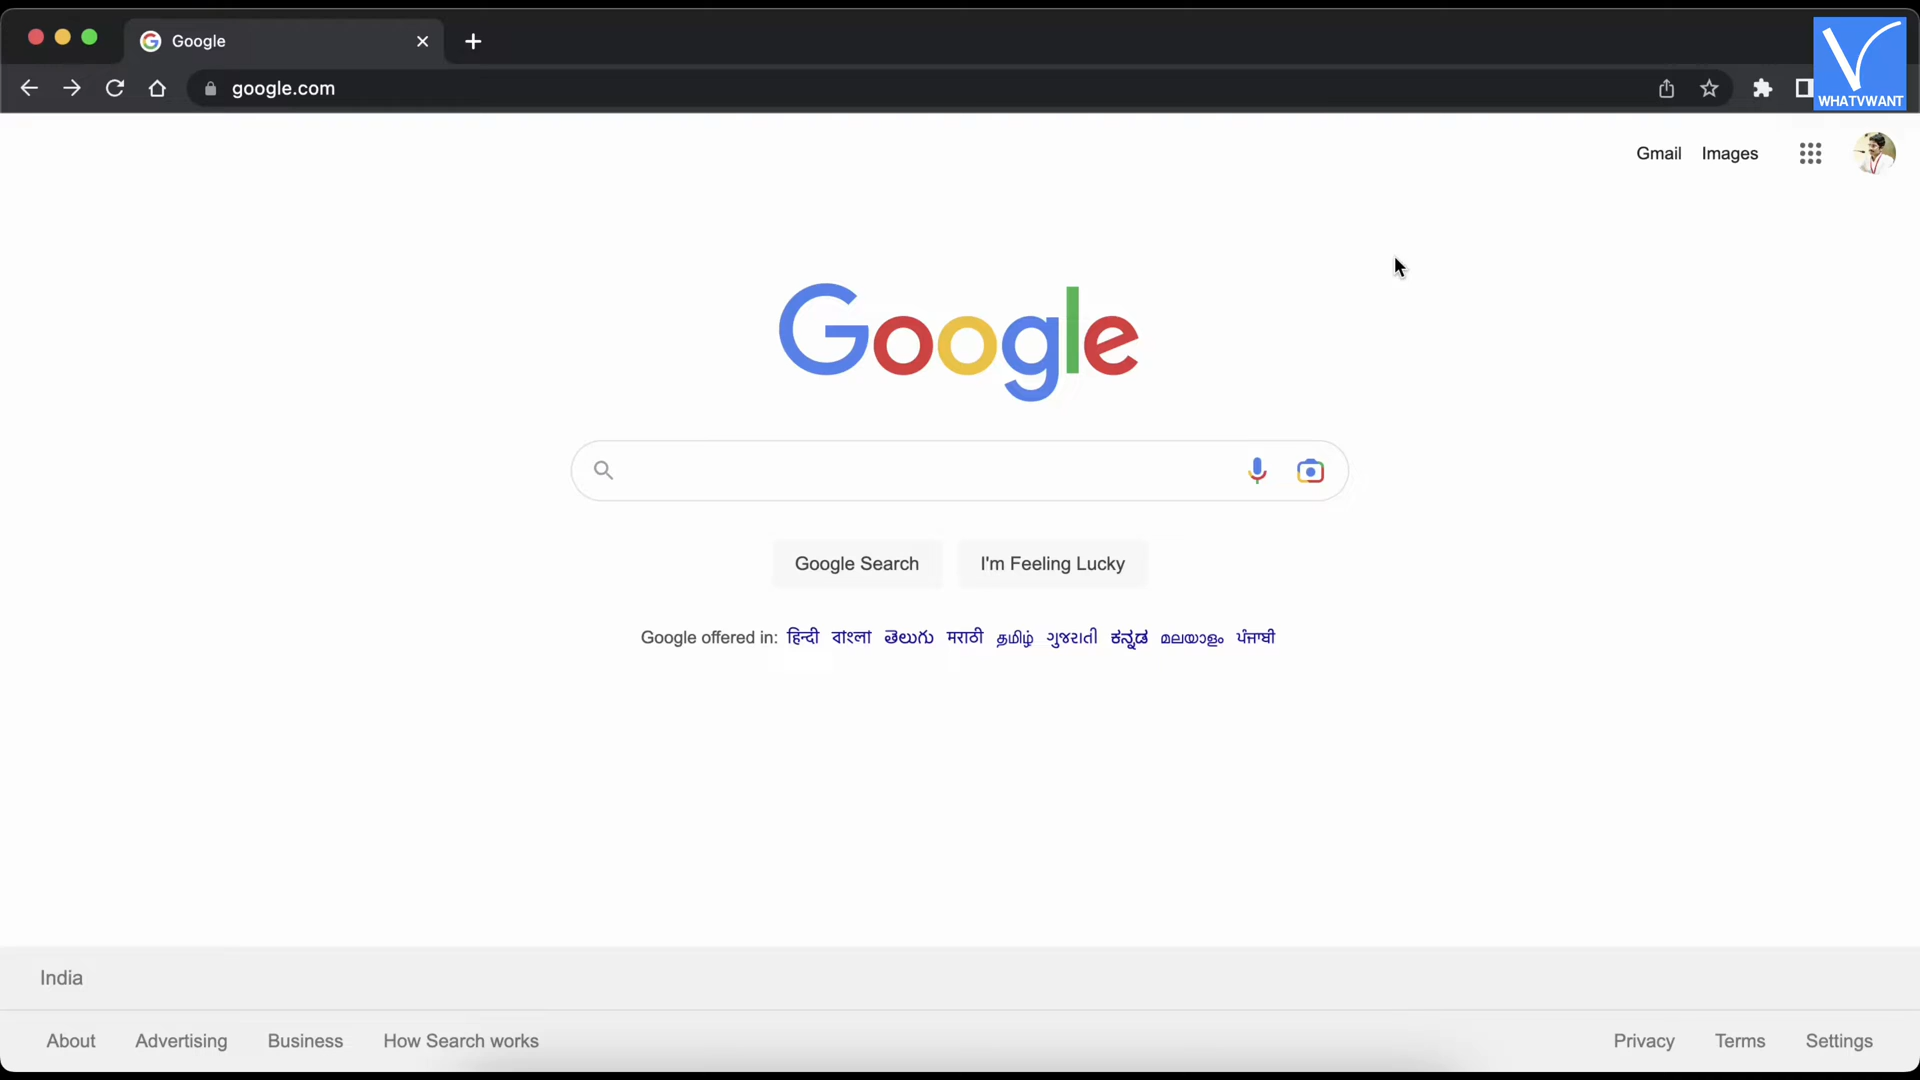 Google
google.com
WHATVWANT
Gmail Images
Google
Google Search I'm Feeling Lucky
Google offered in: हिन्दी বাংলা తెలుగు मराठी தமிழ் ગુજરાતી ಕನ್ನಡ മലയാളം ਪੰਜਾਬੀ
India
About Advertising Business How Search works Privacy Terms Settings